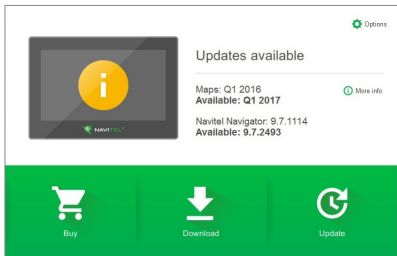 Options
Updates available
Maps: Q1 2016
Available: Q1 2017
More info
Navitel Navigator: 9.7.1114
Available: 9.7.2493
NAVITEL®
Buy
Download
Update